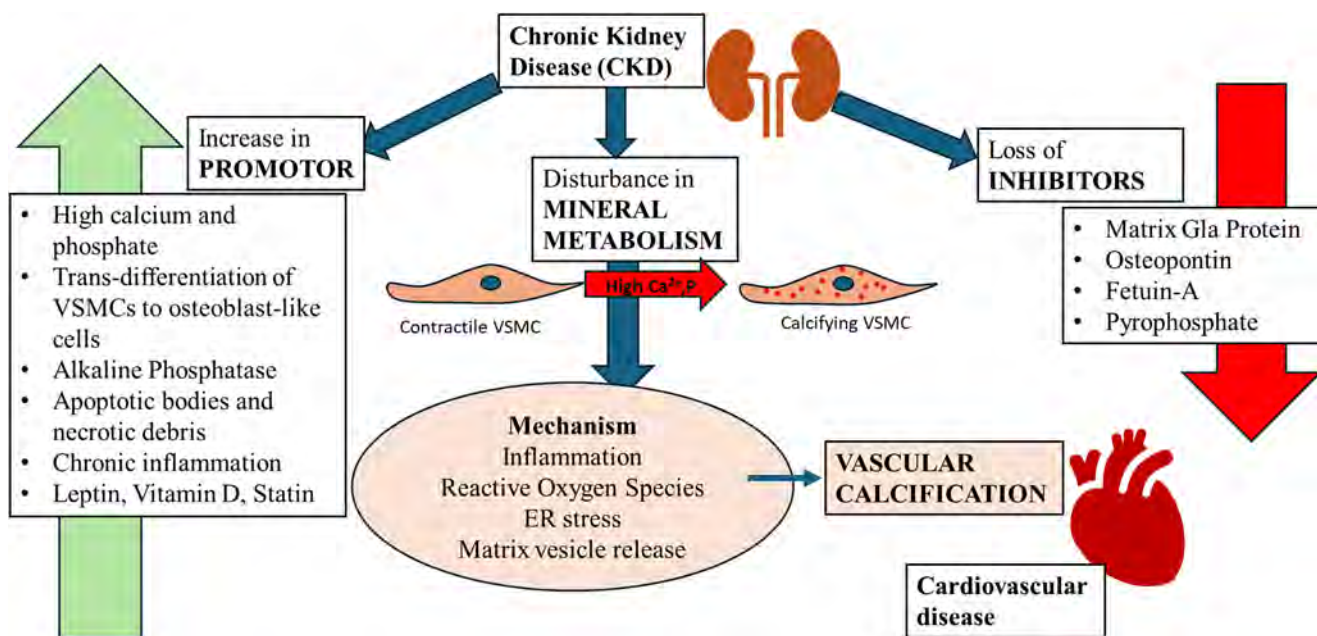 Chronic Kidney
Disease (CKD)
Increase in
PROMOTOR
• High calcium and
phosphate
• Trans-differentiation of
VSMCs to osteoblast-like
cells
• Alkaline Phosphatase
• Apoptotic bodies and
necrotic debris
• Chronic inflammation
• Leptin, Vitamin D, Statin
Disturbance in
MINERAL
METABOLISM
Contractile VSMC
High Ca²⁺,P
Calcifying VSMC
Mechanism
Inflammation
Reactive Oxygen Species
ER stress
Matrix vesicle release
Loss of
INHIBITORS
• Matrix Gla Protein
• Osteopontin
• Fetuin-A
• Pyrophosphate
VASCULAR
CALCIFICATION
Cardiovascular
disease